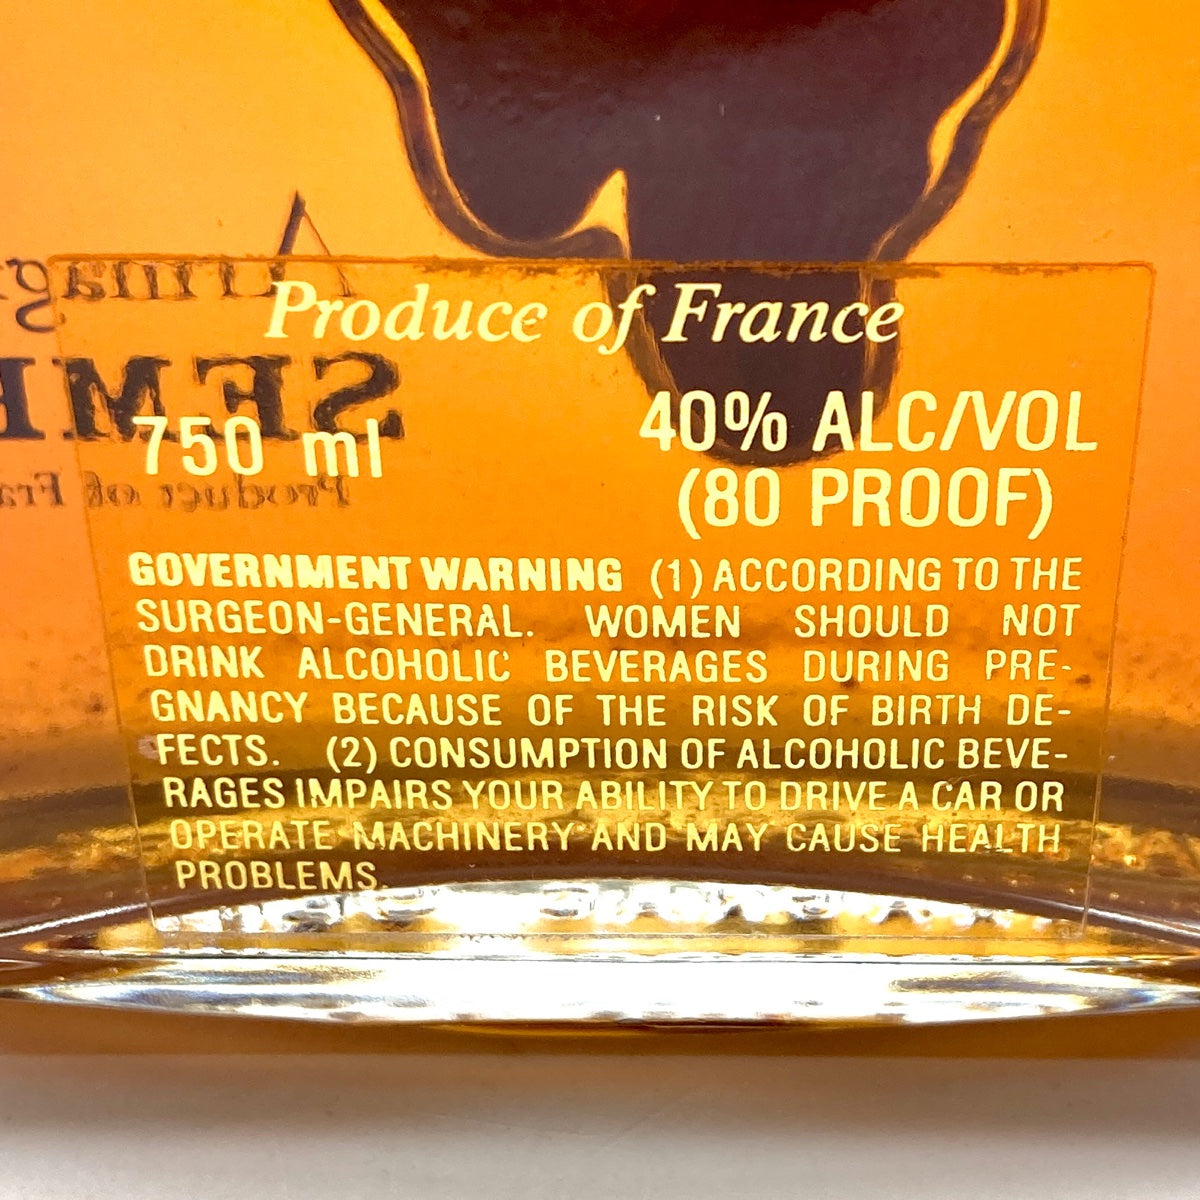 Produce of France
750 ml
40% ALC/VOL
(80 PROOF)
GOVERNMENT WARNING (1) ACCORDING TO THE
SURGEON-GENERAL. WOMEN SHOULD NOT
DRINK ALCOHOLIC BEVERAGES DURING PRE-
GNANCY BECAUSE OF THE RISK OF BIRTH DE-
FECTS. (2) CONSUMPTION OF ALCOHOLIC BEVE-
RAGES IMPAIRS YOUR ABILITY TO DRIVE A CAR OR
OPERATE MACHINERY AND MAY CAUSE HEALTH
PROBLEMS.
Product of